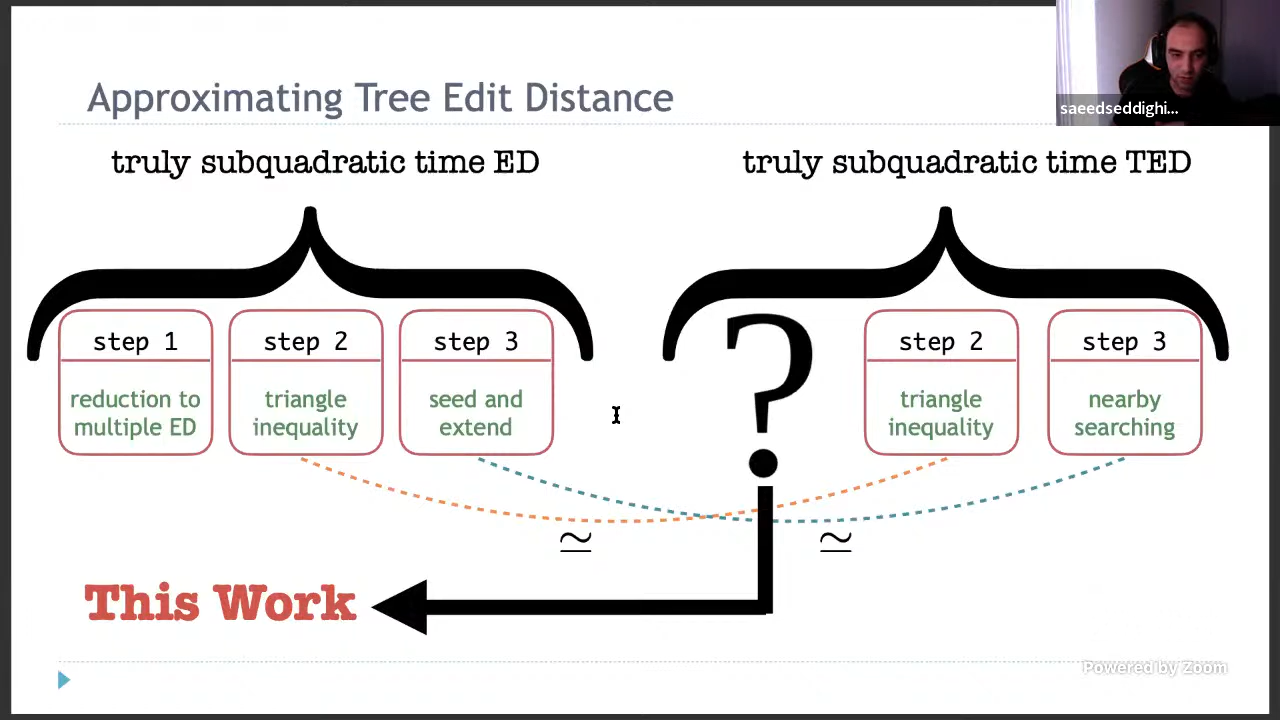 Approximating Tree Edit Distance
saeedseddighi...
truly subquadratic time ED
truly subquadratic time TED
step 1
reduction to
multiple ED
step 2
triangle
inequality
step 3
seed and
extend
?
step 2
triangle
inequality
step 3
nearby
searching
≃
≃
This Work
Powered by Zoom